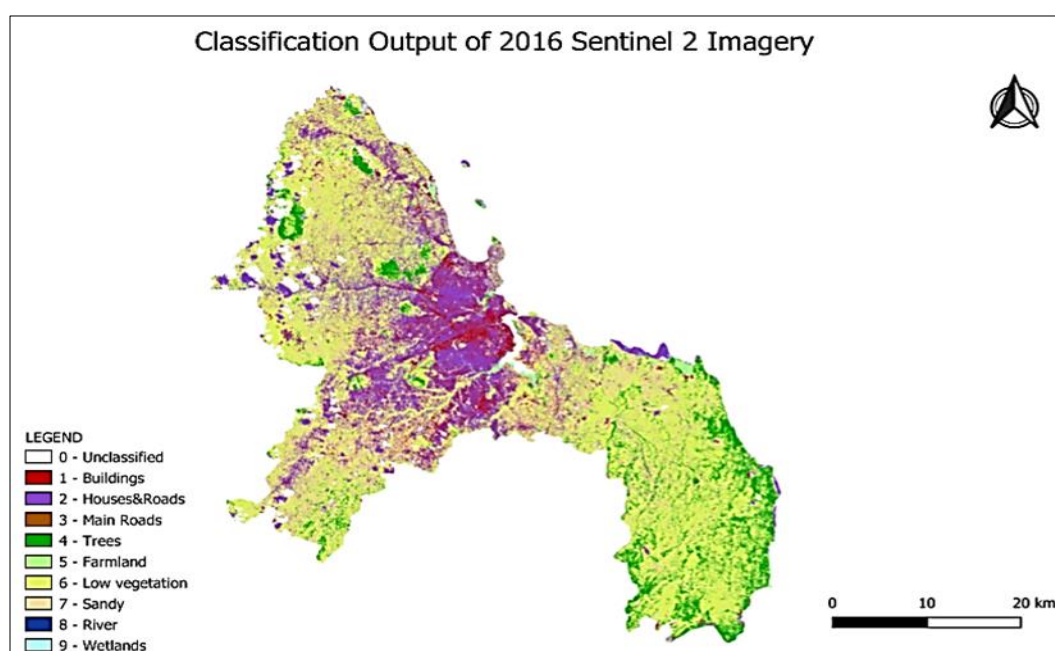 Classification Output of 2016 Sentinel 2 Imagery
LEGEND
0 - Unclassified
1 - Buildings
2 - Houses&Roads
3 - Main Roads
4 - Trees
5 - Farmland
6 - Low vegetation
7 - Sandy
8 - River
9 - Wetlands
0 10 20 km